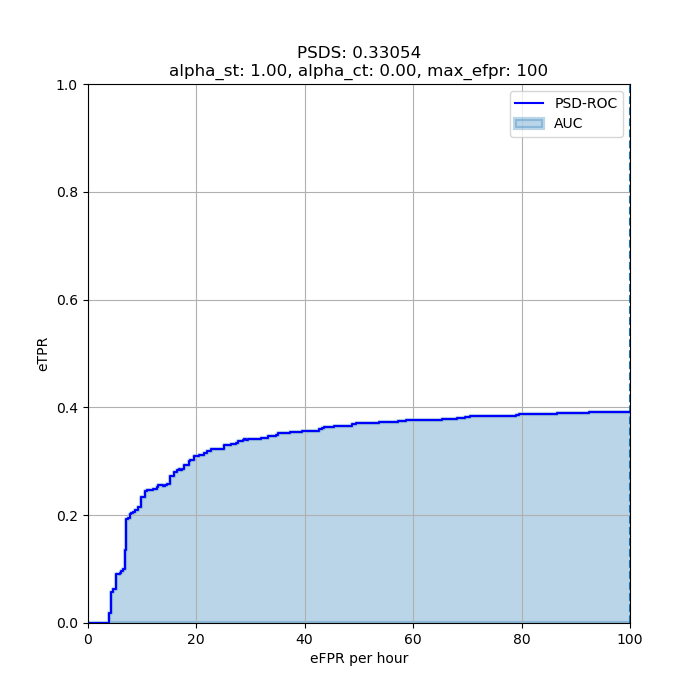 PSDS: 0.33054
alpha_st: 1.00, alpha_ct: 0.00, max_efpr: 100
PSD-ROC
AUC
1.0
0.8
0.6
0.4
0.2
0.0
eTPR
0 20 40 60 80 100
eFPR per hour